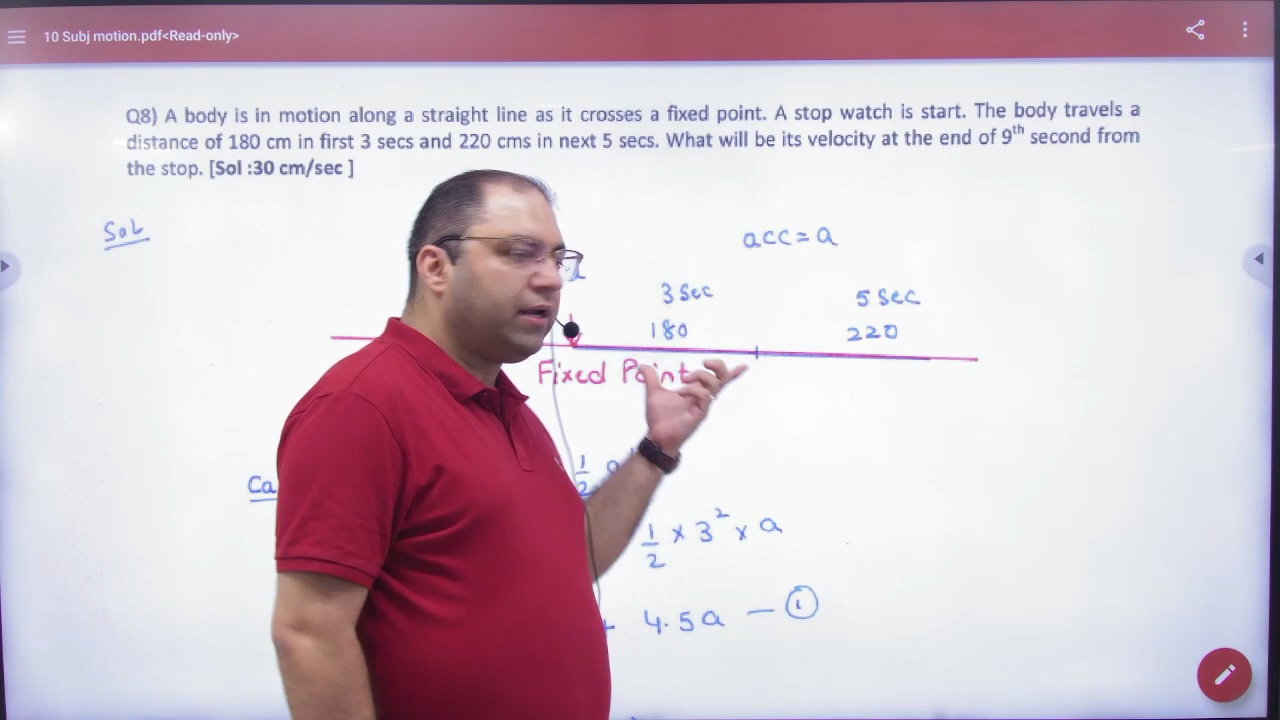 10 Subj motion.pdf<Read-only>
Q8) A body is in motion along a straight line as it crosses a fixed point. A stop watch is start. The body travels a
distance of 180 cm in first 3 secs and 220 cms in next 5 secs. What will be its velocity at the end of 9th second from
the stop. [Sol :30 cm/sec ]
Sol
acc = a
3 Sec 5 Sec
180 220
Fixed Point
Ca
1/2
1/2 × 3² × a
+ 4.5a — ①